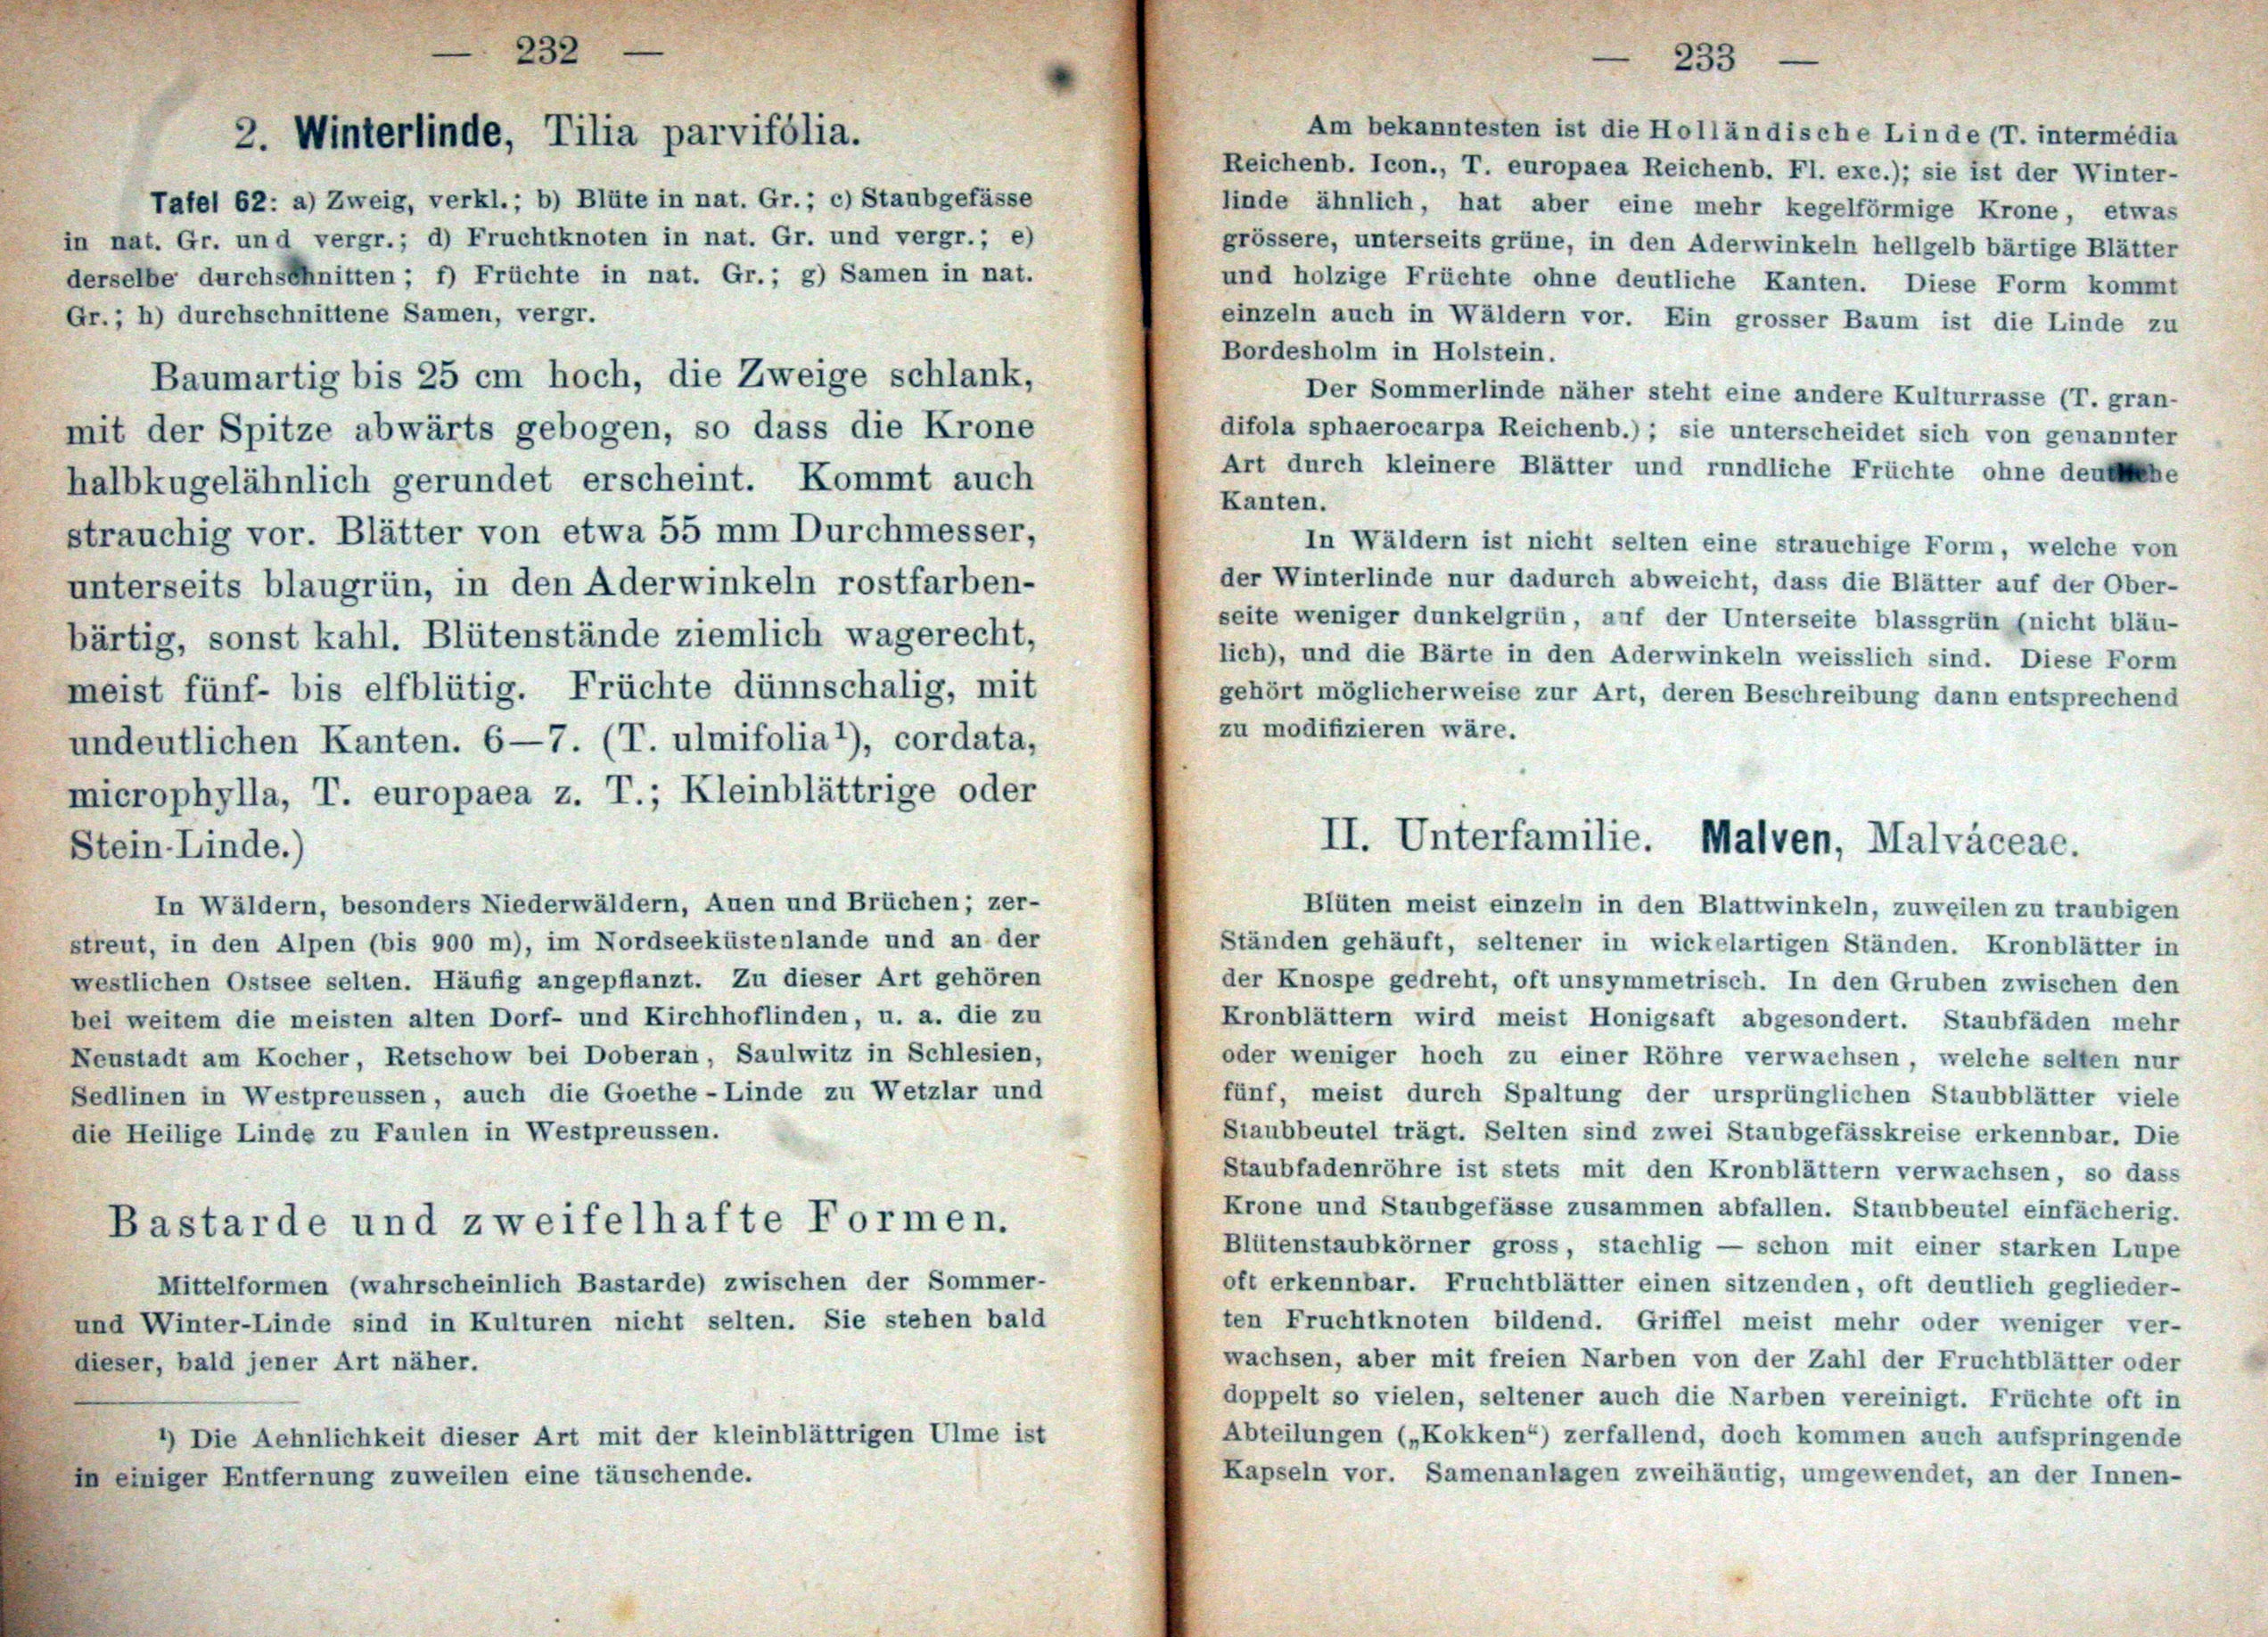 — 232 —
2. Winterlinde, Tilia parvifólia.
Tafel 62: a) Zweig, verkl.; b) Blüte in nat. Gr.; c) Staubgefässe
in nat. Gr. und vergr.; d) Fruchtknoten in nat. Gr. und vergr.; e)
derselbe durchschnitten; f) Früchte in nat. Gr.; g) Samen in nat.
Gr.; h) durchschnittene Samen, vergr.
Baumartig bis 25 cm hoch, die Zweige schlank,
mit der Spitze abwärts gebogen, so dass die Krone
halbkugelähnlich gerundet erscheint. Kommt auch
strauchig vor. Blätter von etwa 55 mm Durchmesser,
unterseits blaugrün, in den Aderwinkeln rostfarben-
bärtig, sonst kahl. Blütenstände ziemlich wagerecht,
meist fünf- bis elfblütig. Früchte dünnschalig, mit
undeutlichen Kanten. 6—7. (T. ulmifolia¹), cordata,
microphylla, T. europaea z. T.; Kleinblättrige oder
Stein-Linde.)
In Wäldern, besonders Niederwäldern, Auen und Brüchen; zer-
streut, in den Alpen (bis 900 m), im Nordseeküstenlande und an der
westlichen Ostsee selten. Häufig angepflanzt. Zu dieser Art gehören
bei weitem die meisten alten Dorf- und Kirchhoflinden, u. a. die zu
Neustadt am Kocher, Retschow bei Doberan, Saulwitz in Schlesien,
Sedlinen in Westpreussen, auch die Goethe-Linde zu Wetzlar und
die Heilige Linde zu Faulen in Westpreussen.
Bastarde und zweifelhafte Formen.
Mittelformen (wahrscheinlich Bastarde) zwischen der Sommer-
und Winter-Linde sind in Kulturen nicht selten. Sie stehen bald
dieser, bald jener Art näher.
¹) Die Aehnlichkeit dieser Art mit der kleinblättrigen Ulme ist
in einiger Entfernung zuweilen eine täuschende.
— 233 —
Am bekanntesten ist die Holländische Linde (T. intermédia
Reichenb. Icon., T. europaea Reichenb. Fl. exc.); sie ist der Winter-
linde ähnlich, hat aber eine mehr kegelförmige Krone, etwas
grössere, unterseits grüne, in den Aderwinkeln hellgelb bärtige Blätter
und holzige Früchte ohne deutliche Kanten. Diese Form kommt
einzeln auch in Wäldern vor. Ein grosser Baum ist die Linde zu
Bordesholm in Holstein.
Der Sommerlinde näher steht eine andere Kulturrasse (T. gran-
difola sphaerocarpa Reichenb.); sie unterscheidet sich von genannter
Art durch kleinere Blätter und rundliche Früchte ohne deutliche
Kanten.
In Wäldern ist nicht selten eine strauchige Form, welche von
der Winterlinde nur dadurch abweicht, dass die Blätter auf der Ober-
seite weniger dunkelgrün, auf der Unterseite blassgrün (nicht bläu-
lich), und die Bärte in den Aderwinkeln weisslich sind. Diese Form
gehört möglicherweise zur Art, deren Beschreibung dann entsprechend
zu modifizieren wäre.
II. Unterfamilie. Malven, Malváceae.
Blüten meist einzeln in den Blattwinkeln, zuweilen zu traubigen
Ständen gehäuft, seltener in wickelartigen Ständen. Kronblätter in
der Knospe gedreht, oft unsymmetrisch. In den Gruben zwischen den
Kronblättern wird meist Honigsaft abgesondert. Staubfäden mehr
oder weniger hoch zu einer Röhre verwachsen, welche selten nur
fünf, meist durch Spaltung der ursprünglichen Staubblätter viele
Staubbeutel trägt. Selten sind zwei Staubgefässkreise erkennbar. Die
Staubfadenröhre ist stets mit den Kronblättern verwachsen, so dass
Krone und Staubgefässe zusammen abfallen. Staubbeutel einfächerig.
Blütenstaubkörner gross, stachlig — schon mit einer starken Lupe
oft erkennbar. Fruchtblätter einen sitzenden, oft deutlich geglieder-
ten Fruchtknoten bildend. Griffel meist mehr oder weniger ver-
wachsen, aber mit freien Narben von der Zahl der Fruchtblätter oder
doppelt so vielen, seltener auch die Narben vereinigt. Früchte oft in
Abteilungen („Kokken“) zerfallend, doch kommen auch aufspringende
Kapseln vor. Samenanlagen zweihäutig, umgewendet, an der Innen-